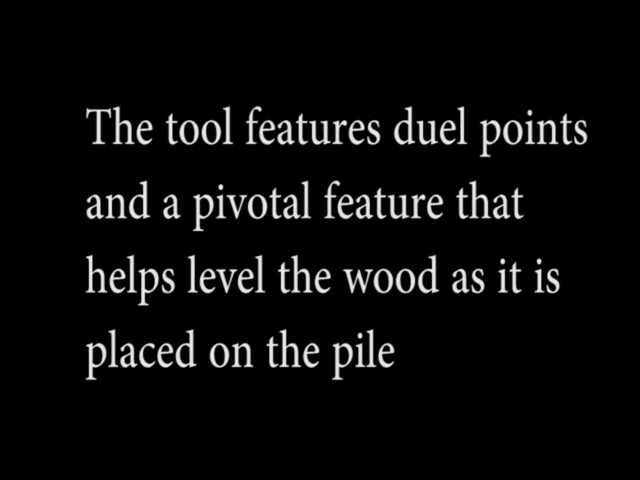 The tool features duel points
and a pivotal feature that
helps level the wood as it is
placed on the pile